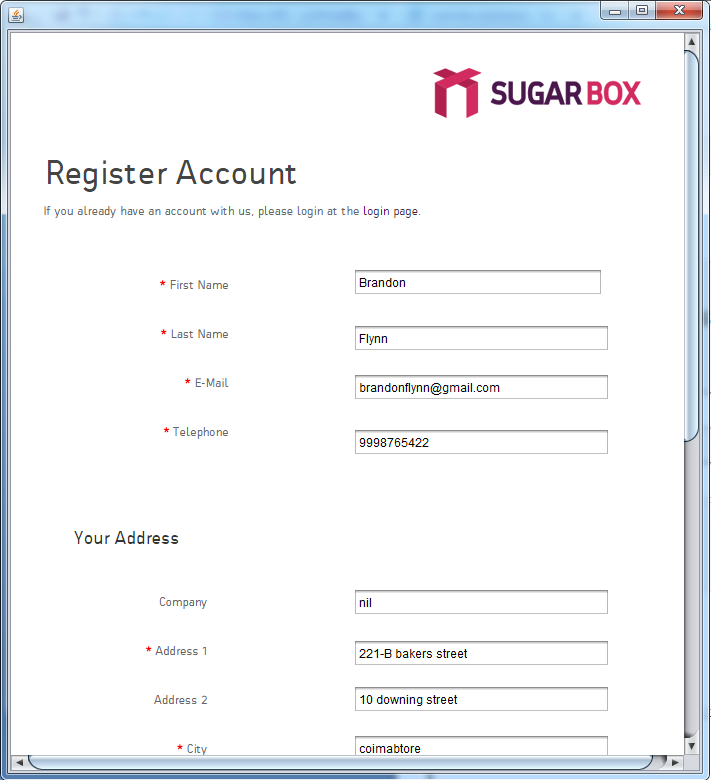 SUGAR BOX
Register Account
If you already have an account with us, please login at the login page.
* First Name Brandon
* Last Name Flynn
* E-Mail brandonflynn@gmail.com
* Telephone 9998765422
Your Address
Company nil
* Address 1 221-B bakers street
Address 2 10 downing street
* City coimabtore